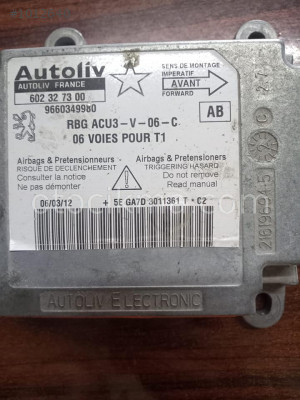 Autoliv
AUTOLIV FRANCE
602 32 73 00
9660349980
SENS DE MONTAGE
IMPERATIF
AVANT
FORWARD
RBG ACU3-V-06-C
AB
06 VOIES POUR T1
Airbags & Pretensionneurs
RISQUE DE DECLENCHEMENT
Consulter la notice
Ne pas démonter
Airbags & Pretensioners
TRIGGERING HASARD
Read manual
Do not remove
06/03/12
+ 5E GA7D 3011361 T - C2
AUTOLIV ELECTRONIC